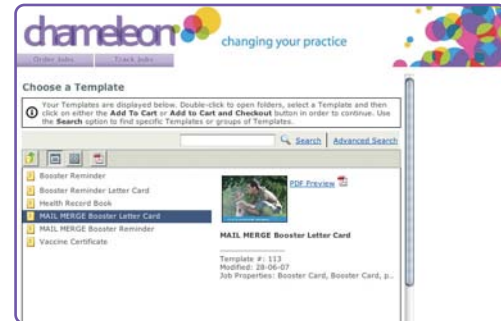 chameleon
changing your practice
Order Jobs
Track Jobs
Choose a Template
Your Templates are displayed below. Double-click to open folders, select a Template and then
click on either the Add To Cart or Add to Cart and Checkout button in order to continue. Use
the Search option to find specific Templates or groups of Templates.
Search
Advanced Search
Booster Reminder
Booster Reminder Letter Card
Health Record Book
MAIL MERGE Booster Letter Card
MAIL MERGE Booster Reminder
Vaccine Certificate
PDF Preview
MAIL MERGE Booster Letter Card
Template #: 113
Modified: 28-06-07
Job Properties: Booster Card, Booster Card, p..